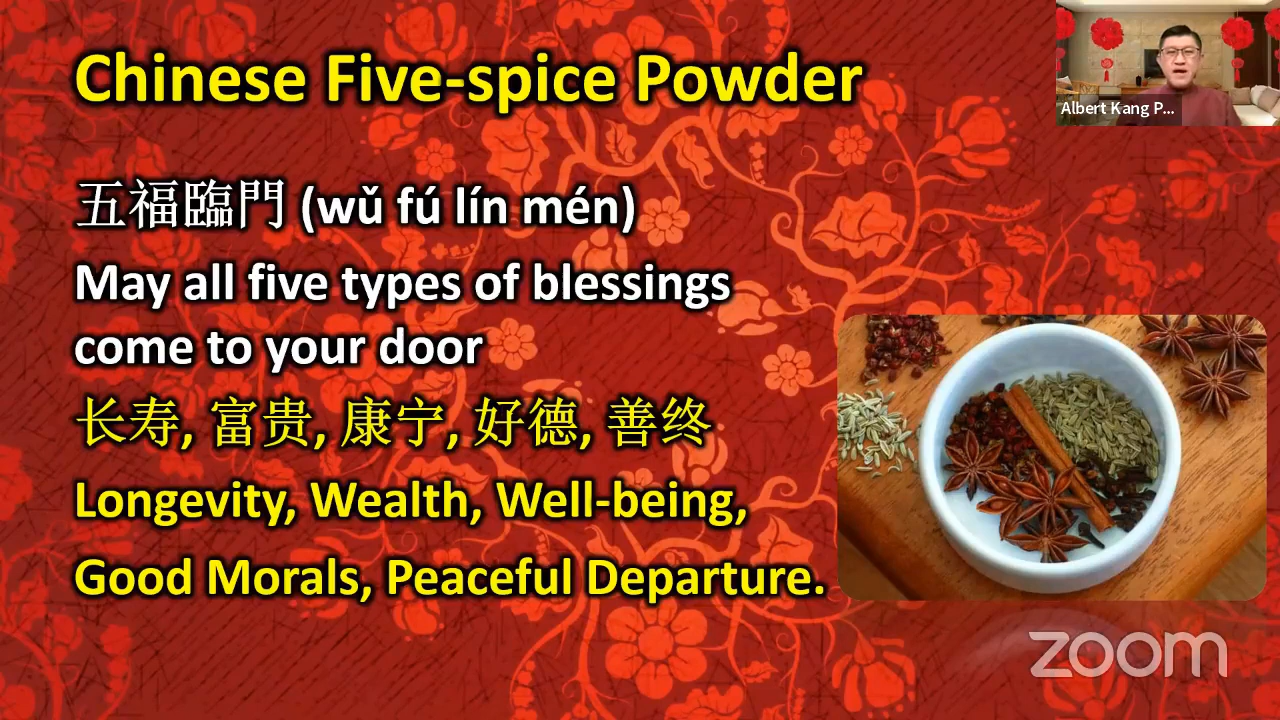 Chinese Five-spice Powder
Albert Kang P...
五福臨門 (wǔ fú lín mén)
May all five types of blessings
come to your door
长寿, 富贵, 康宁, 好德, 善终
Longevity, Wealth, Well-being,
Good Morals, Peaceful Departure.
zoom